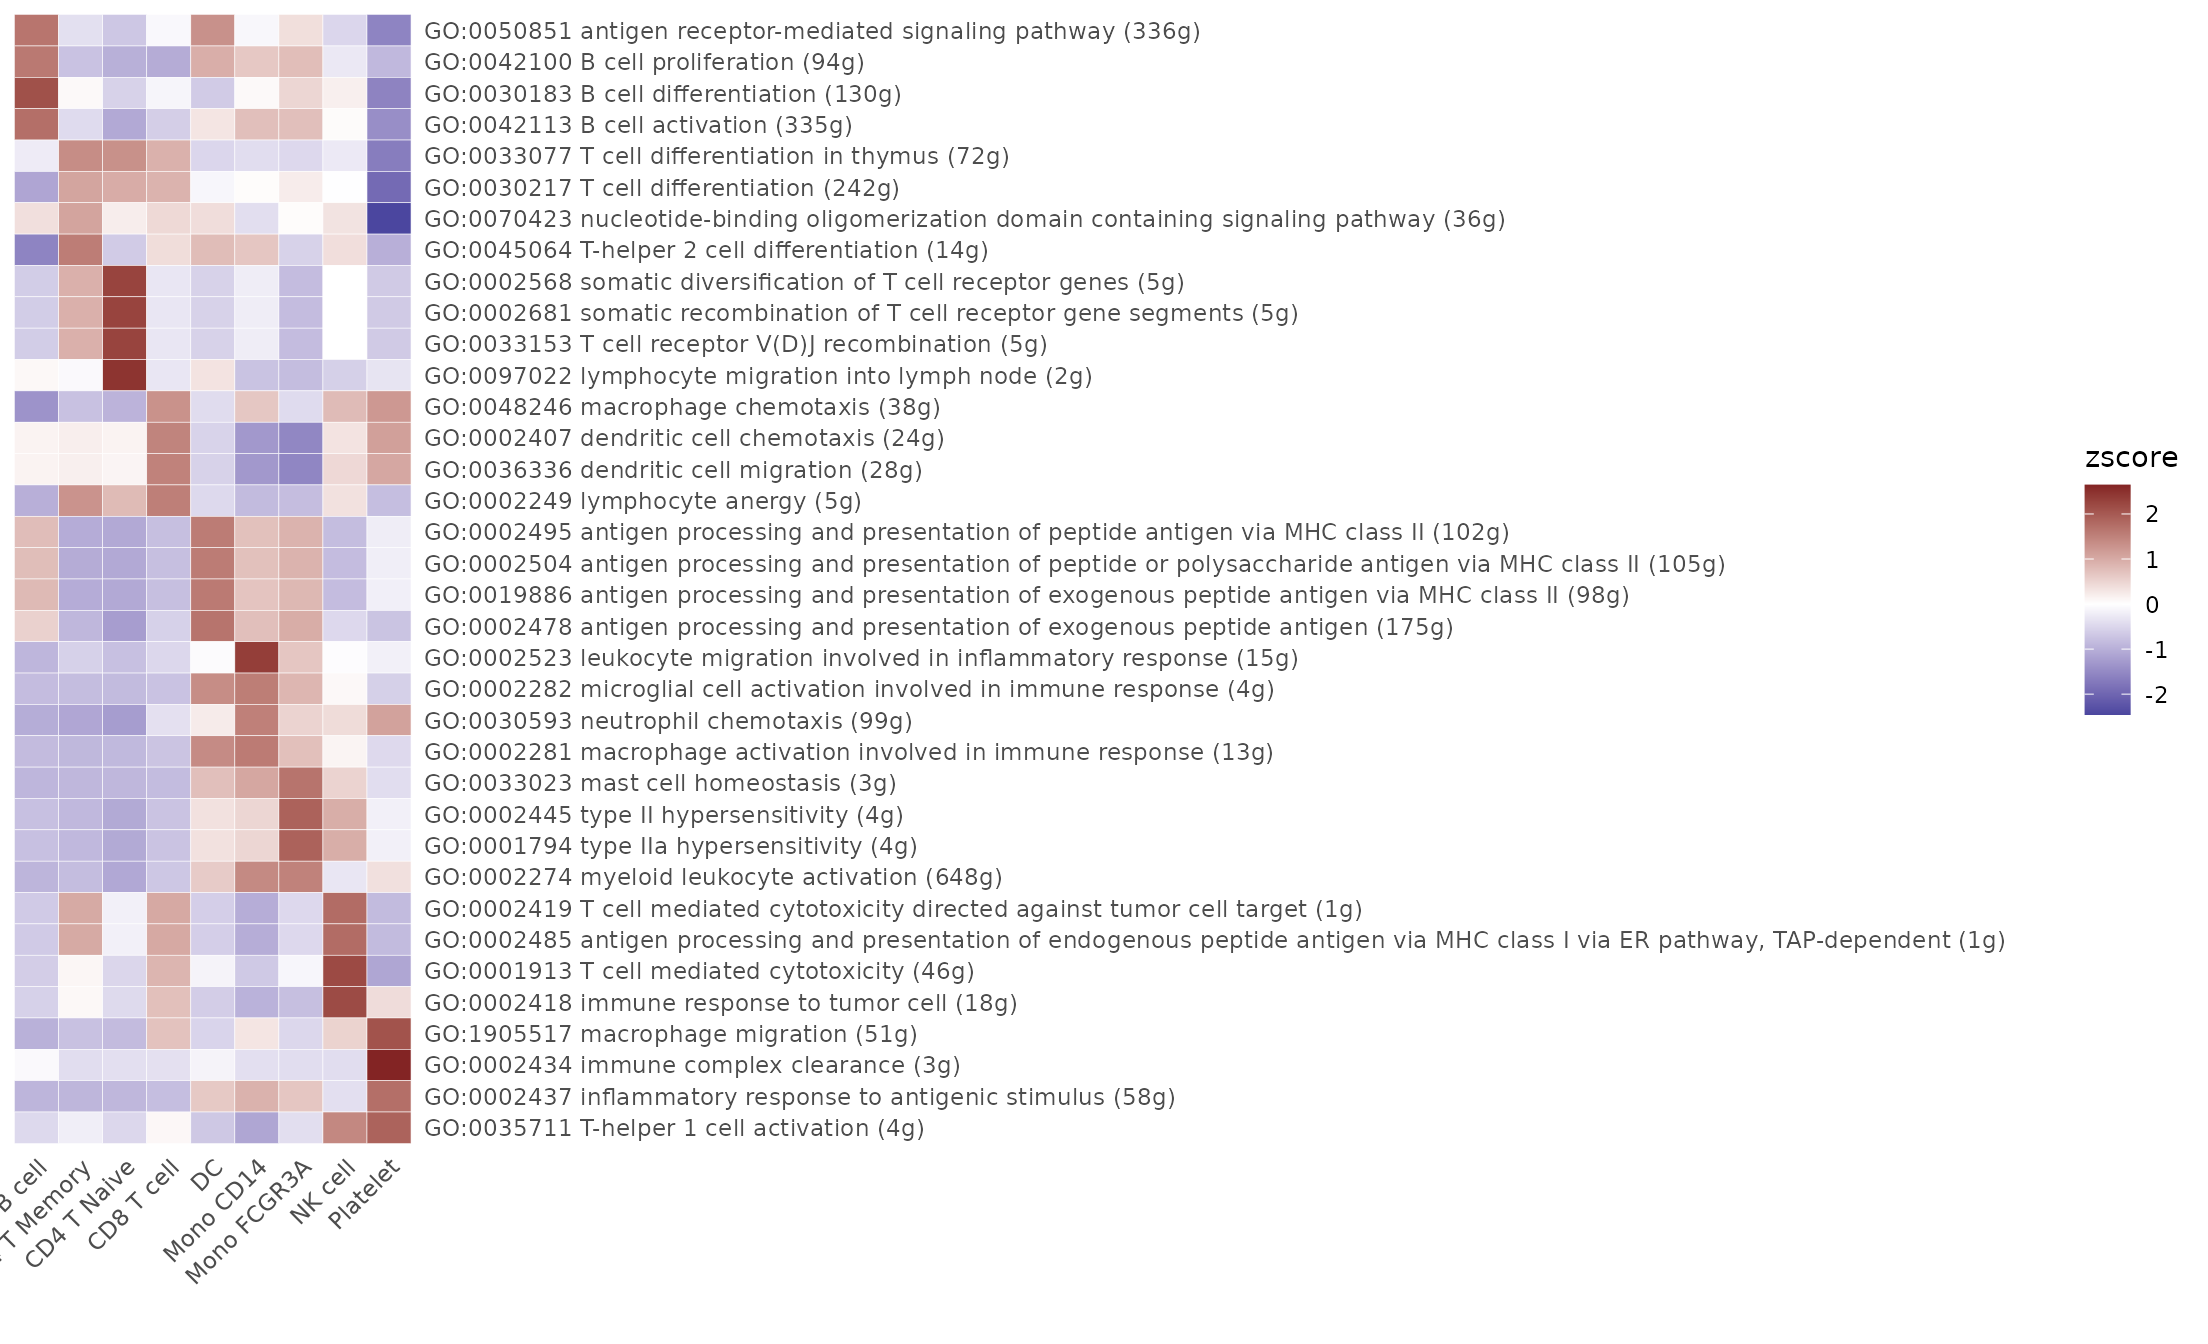 GO:0050851 antigen receptor-mediated signaling pathway (336g)
GO:0042100 B cell proliferation (94g)
GO:0030183 B cell differentiation (130g)
GO:0042113 B cell activation (335g)
GO:0033077 T cell differentiation in thymus (72g)
GO:0030217 T cell differentiation (242g)
GO:0070423 nucleotide-binding oligomerization domain containing signaling pathway (36g)
GO:0045064 T-helper 2 cell differentiation (14g)
GO:0002568 somatic diversification of T cell receptor genes (5g)
GO:0002681 somatic recombination of T cell receptor gene segments (5g)
GO:0033153 T cell receptor V(D)J recombination (5g)
GO:0097022 lymphocyte migration into lymph node (2g)
GO:0048246 macrophage chemotaxis (38g)
GO:0002407 dendritic cell chemotaxis (24g)
GO:0036336 dendritic cell migration (28g)
GO:0002249 lymphocyte anergy (5g)
GO:0002495 antigen processing and presentation of peptide antigen via MHC class II (102g)
GO:0002504 antigen processing and presentation of peptide or polysaccharide antigen via MHC class II (105g)
GO:0019886 antigen processing and presentation of exogenous peptide antigen via MHC class II (98g)
GO:0002478 antigen processing and presentation of exogenous peptide antigen (175g)
GO:0002523 leukocyte migration involved in inflammatory response (15g)
GO:0002282 microglial cell activation involved in immune response (4g)
GO:0030593 neutrophil chemotaxis (99g)
GO:0002281 macrophage activation involved in immune response (13g)
GO:0033023 mast cell homeostasis (3g)
GO:0002445 type II hypersensitivity (4g)
GO:0001794 type IIa hypersensitivity (4g)
GO:0002274 myeloid leukocyte activation (648g)
GO:0002419 T cell mediated cytotoxicity directed against tumor cell target (1g)
GO:0002485 antigen processing and presentation of endogenous peptide antigen via MHC class I via ER pathway, TAP-dependent (1g)
GO:0001913 T cell mediated cytotoxicity (46g)
GO:0002418 immune response to tumor cell (18g)
GO:1905517 macrophage migration (51g)
GO:0002434 immune complex clearance (3g)
GO:0002437 inflammatory response to antigenic stimulus (58g)
GO:0035711 T-helper 1 cell activation (4g)
B cell
T Memory
CD4 T Naive
CD8 T cell
DC
Mono CD14
Mono FCGR3A
NK cell
Platelet
zscore
2
1
0
-1
-2